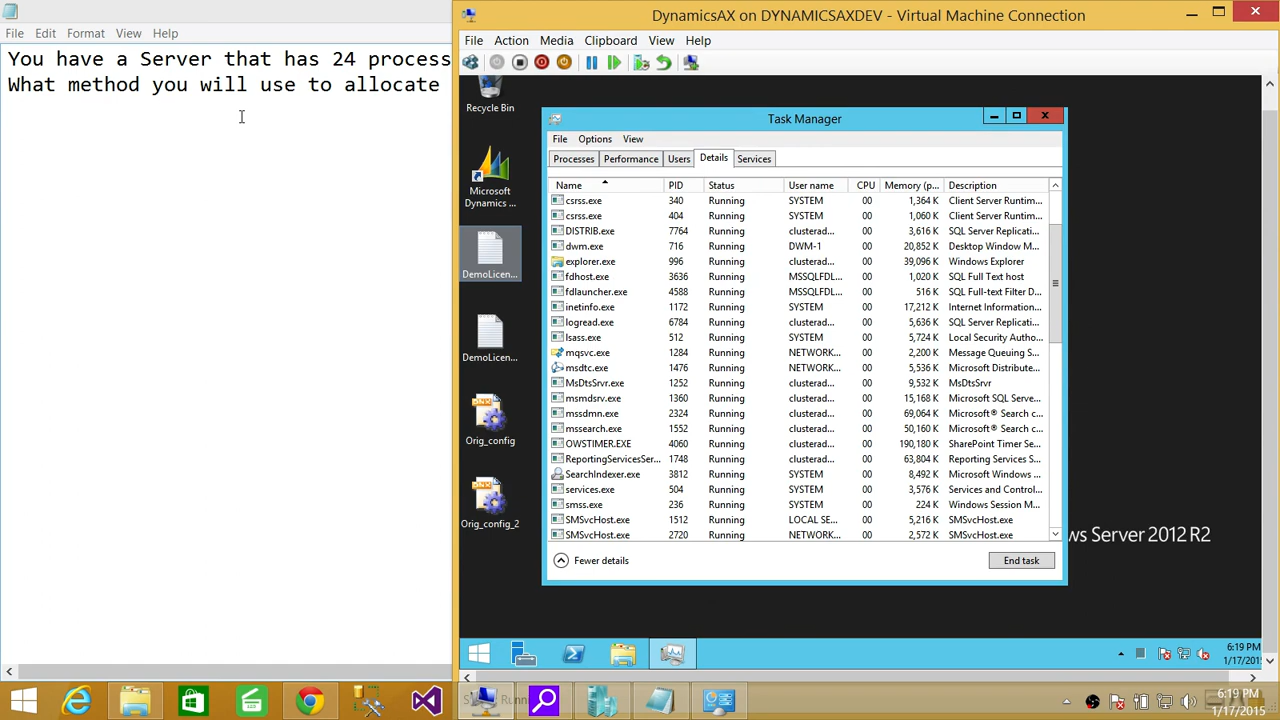 File Edit Format View Help
You have a Server that has 24 process
What method you will use to allocate
DynamicsAX on DYNAMICSAXDEV - Virtual Machine Connection
File Action Media Clipboard View Help
Recycle Bin
Microsoft
Dynamics ...
DemoLicen...
DemoLicen...
Orig_config
Orig_config_2
Task Manager
File Options View
Processes Performance Users Details Services
Name PID Status User name CPU Memory (p... Description
csrss.exe 340 Running SYSTEM 00 1,364 K Client Server Runtim...
csrss.exe 404 Running SYSTEM 00 1,060 K Client Server Runtim...
DISTRIB.exe 7764 Running clusterad... 00 3,616 K SQL Server Replicati...
dwm.exe 716 Running DWM-1 00 20,852 K Desktop Window M...
explorer.exe 996 Running clusterad... 00 39,096 K Windows Explorer
fdhost.exe 3636 Running MSSQLFDL... 00 1,020 K SQL Full Text host
fdlauncher.exe 4588 Running MSSQLFDL... 00 516 K SQL Full-text Filter D...
inetinfo.exe 1172 Running SYSTEM 00 17,212 K Internet Information...
logread.exe 6784 Running clusterad... 00 5,636 K SQL Server Replicati...
lsass.exe 512 Running SYSTEM 00 5,724 K Local Security Autho...
mqsvc.exe 1284 Running NETWORK... 00 2,200 K Message Queuing S...
msdtc.exe 1476 Running NETWORK... 00 5,536 K Microsoft Distribute...
MsDtsSrvr.exe 1252 Running clusterad... 00 9,532 K MsDtsSrvr
msmdsrv.exe 1360 Running clusterad... 00 15,168 K Microsoft SQL Serve...
mssdmn.exe 2324 Running clusterad... 00 69,064 K Microsoft® Search c...
mssearch.exe 1552 Running clusterad... 00 50,160 K Microsoft® Search c...
OWSTIMER.EXE 4060 Running clusterad... 00 190,180 K SharePoint Timer Se...
ReportingServicesSer... 1748 Running clusterad... 00 63,804 K Reporting Services S...
SearchIndexer.exe 3812 Running SYSTEM 00 8,492 K Microsoft Windows ...
services.exe 504 Running SYSTEM 00 3,576 K Services and Control...
smss.exe 236 Running SYSTEM 00 224 K Windows Session M...
SMSvcHost.exe 1512 Running LOCAL SE... 00 5,216 K SMSvcHost.exe
SMSvcHost.exe 2720 Running NETWORK... 00 2,572 K SMSvcHost.exe
Fewer details End task
ws Server 2012 R2
6:19 PM
1/17/2015
6:19 PM
1/17/2015